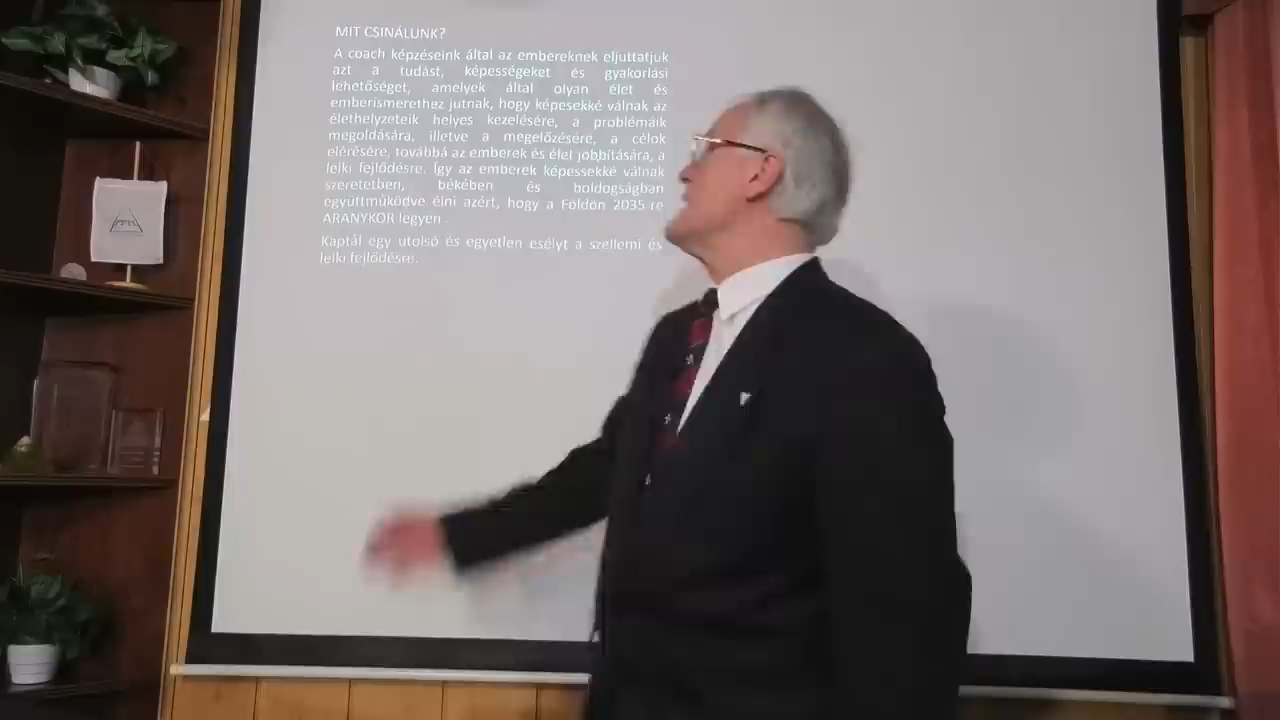 MIT CSINÁLUNK?
A coach képzéseink által az embereknek eljuttatjuk
azt a tudást, képességeket és gyakorlási
lehetőséget, amelyek által olyan élet és
emberismerethez jutnak, hogy képesekké válnak az
élethelyzeteik helyes kezelésére, a problémáik
megoldására, illetve a megelőzésére, a célok
elérésére, továbbá az emberek és élet jobbítására, a
lelki fejlődésre. Így az emberek képessekké válnak
szeretetben, békében és boldogságban
együttműködve élni azért, hogy a Földön 2035-re
ARANYKOR legyen .
Kaptál egy utolsó és egyetlen esélyt a szellemi és
lelki fejlődésre.